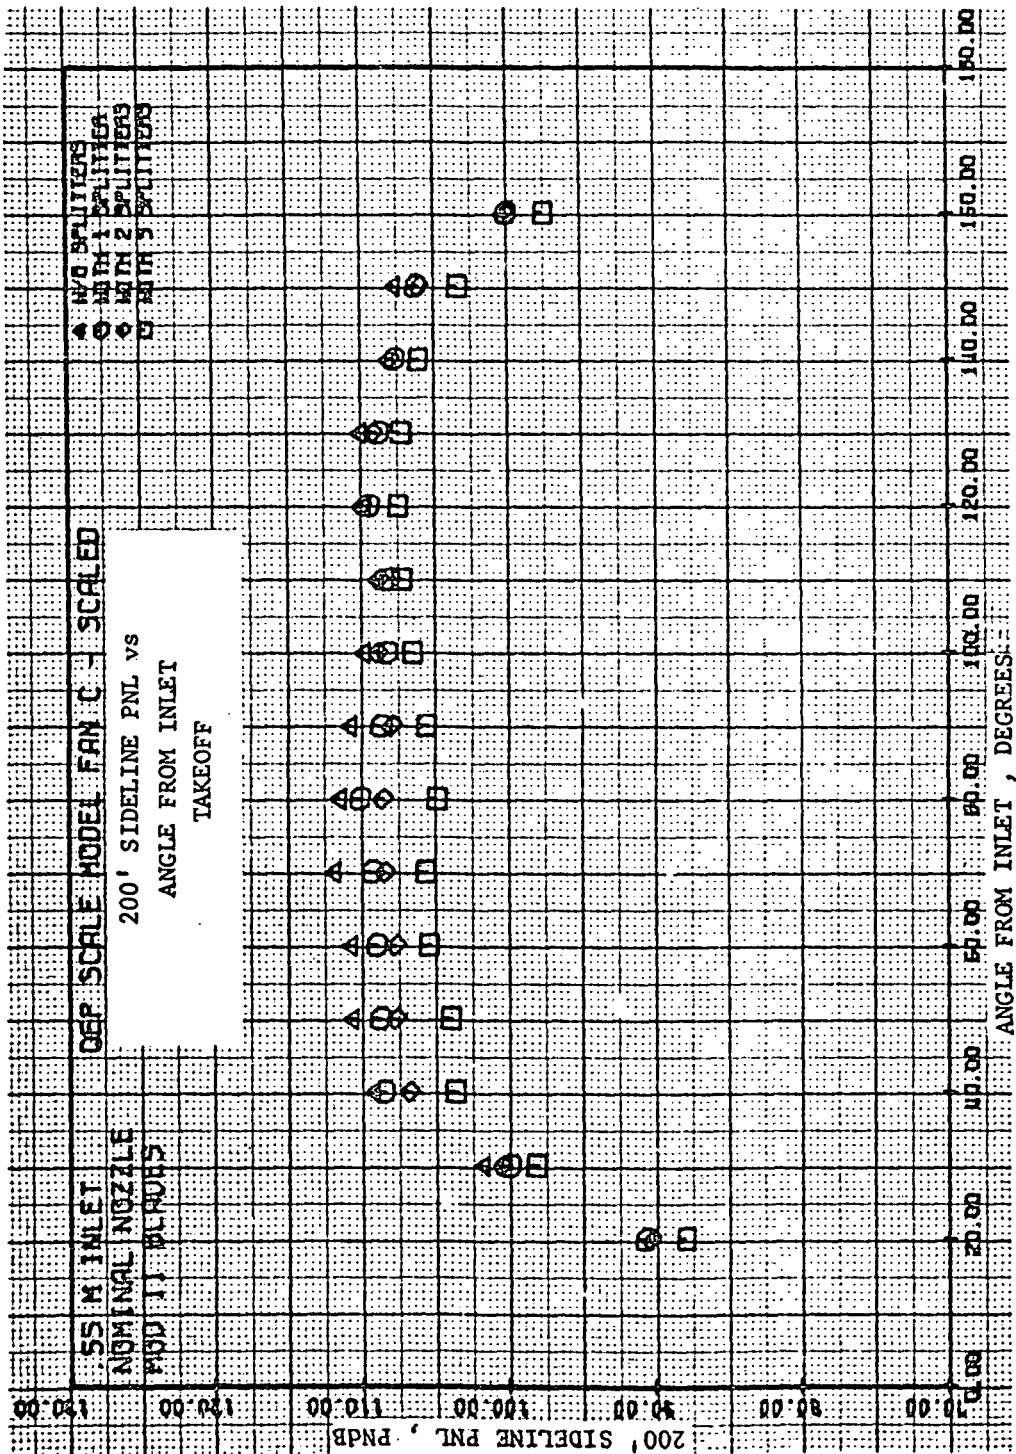 QEP SCALE MODEL FAN C - SCALED
.55 M INLET
NOMINAL NOZZLE
MOD II BLADES
200' SIDELINE PNL vs
ANGLE FROM INLET
TAKEOFF
W/O SPLITTERS
WITH 1 SPLITTER
WITH 2 SPLITTERS
WITH 3 SPLITTERS
130.00
120.00
110.00
100.00
90.00
80.00
70.00
200' SIDELINE PNL , PNdB
0.00
20.00
40.00
60.00
80.00
100.00
120.00
140.00
160.00
180.00
ANGLE FROM INLET , DEGREES